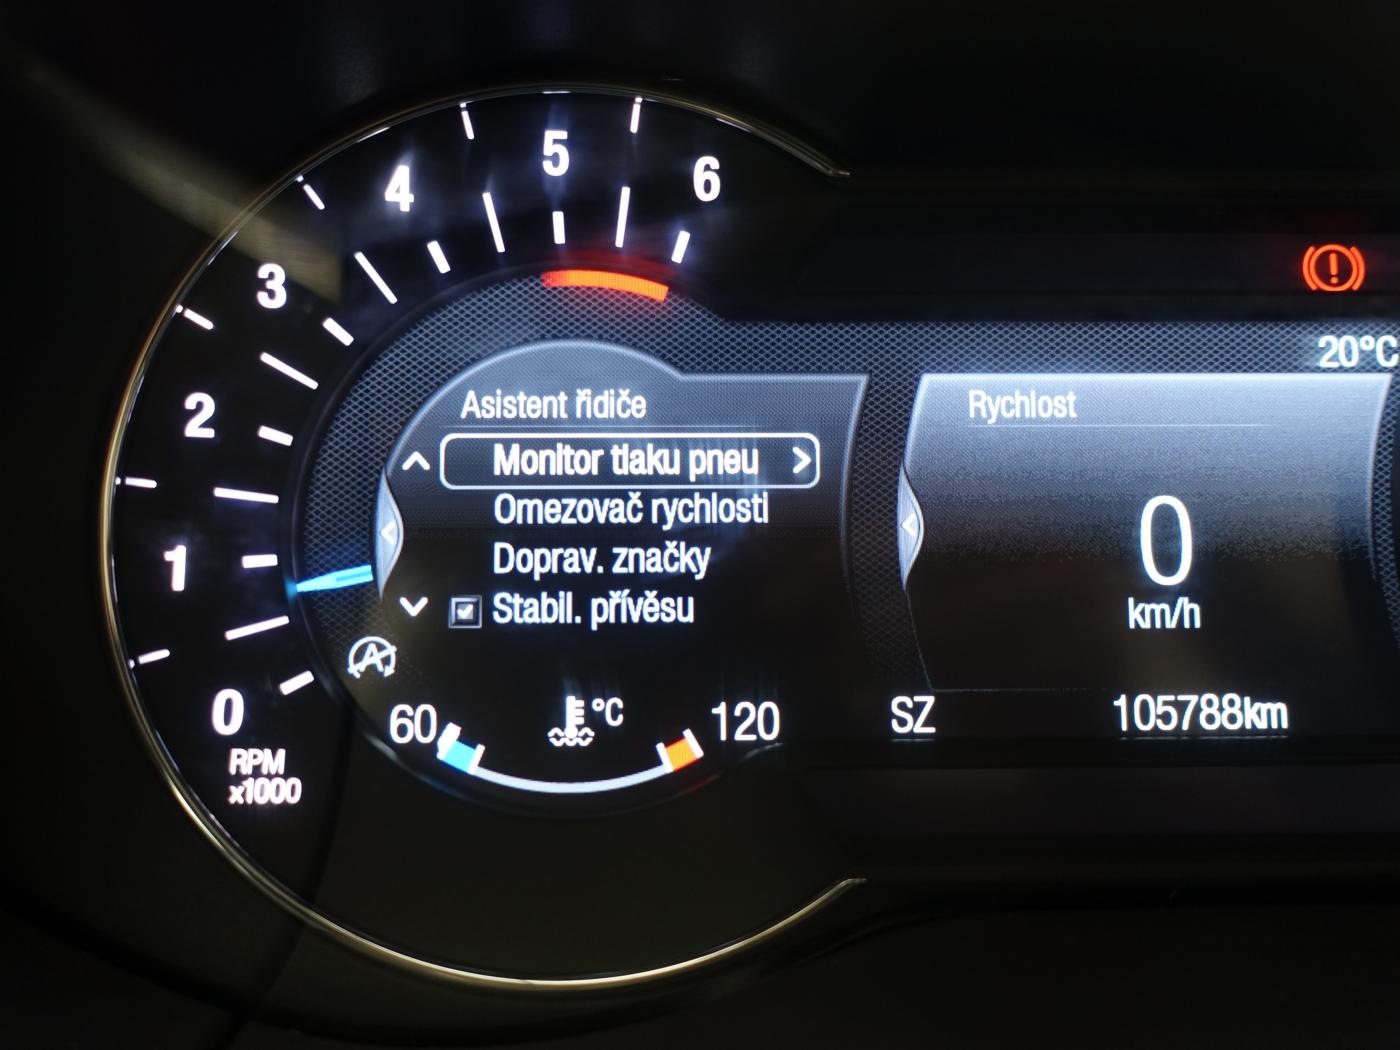 6
5
4
3
2
1
0
RPM
x1000
Asistent řidiče
Monitor tlaku pneu
Omezovač rychlosti
Doprav. značky
Stabil. přívěsu
A
60
°C
120
20°C
Rychlost
0
km/h
SZ
105788km